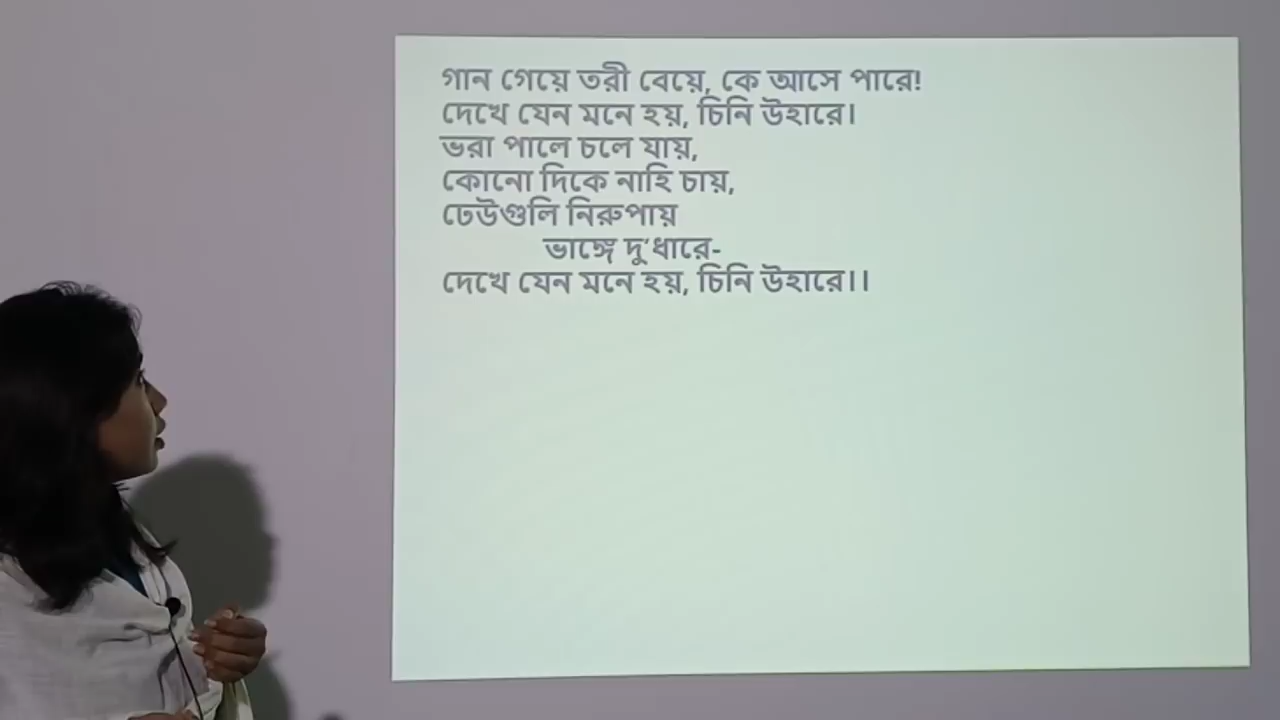 গান গেয়ে তরী বেয়ে, কে আসে পারে!
দেখে যেন মনে হয়, চিনি উহারে।
ভরা পালে চলে যায়,
কোনো দিকে নাহি চায়,
ঢেউগুলি নিরুপায়
ভাঙ্গে দু'ধারে-
দেখে যেন মনে হয়, চিনি উহারে।।